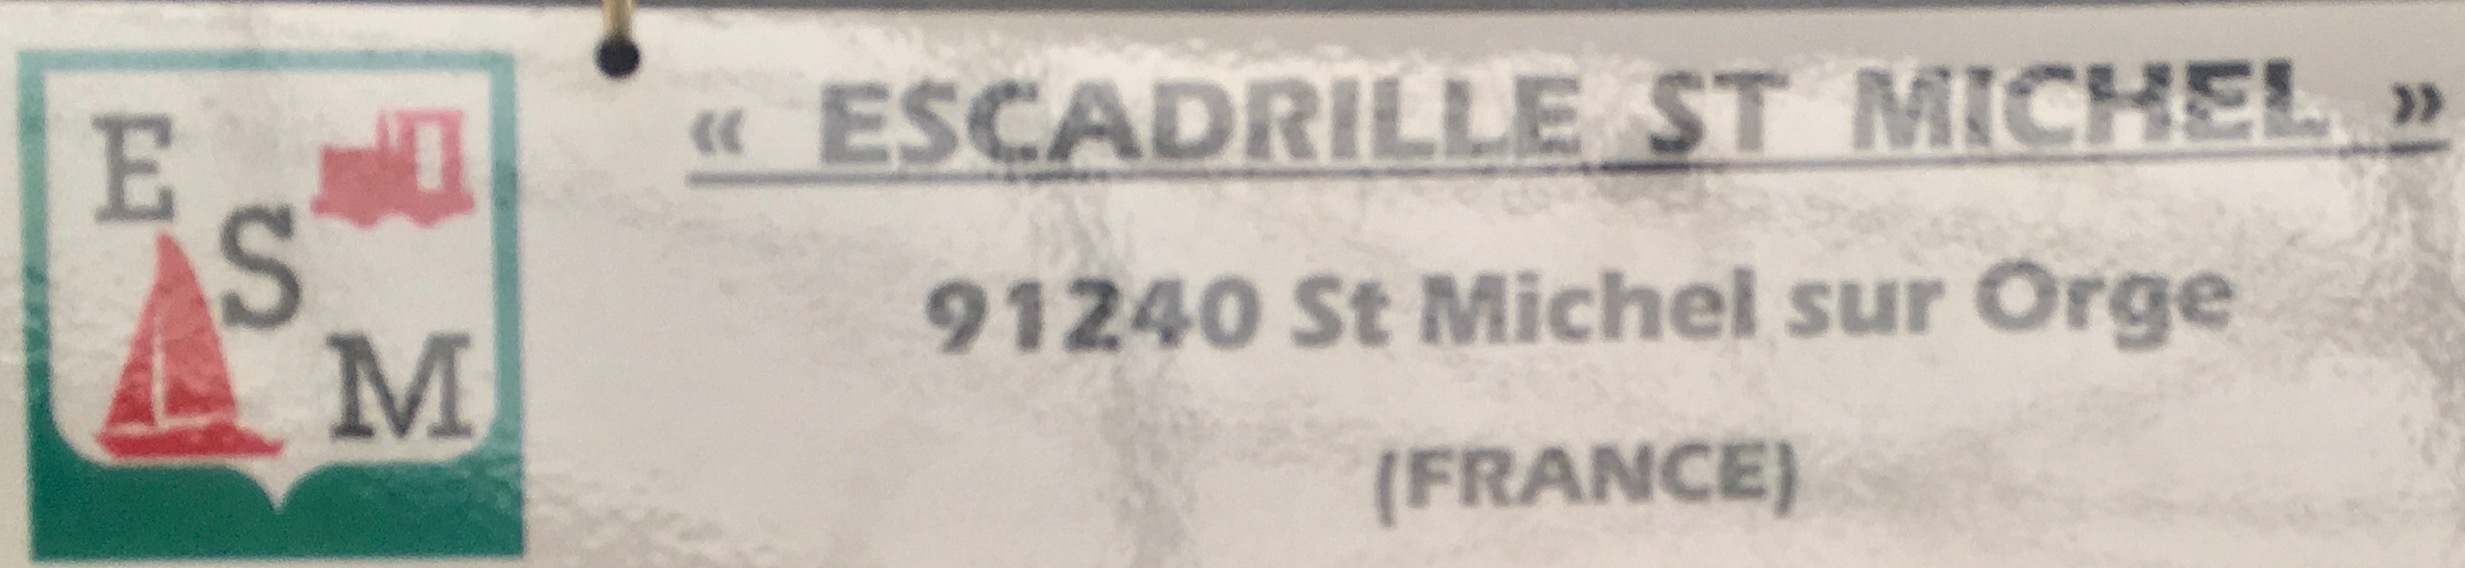 E
S
M
« ESCADRILLE ST MICHEL »
91240 St Michel sur Orge
(FRANCE)